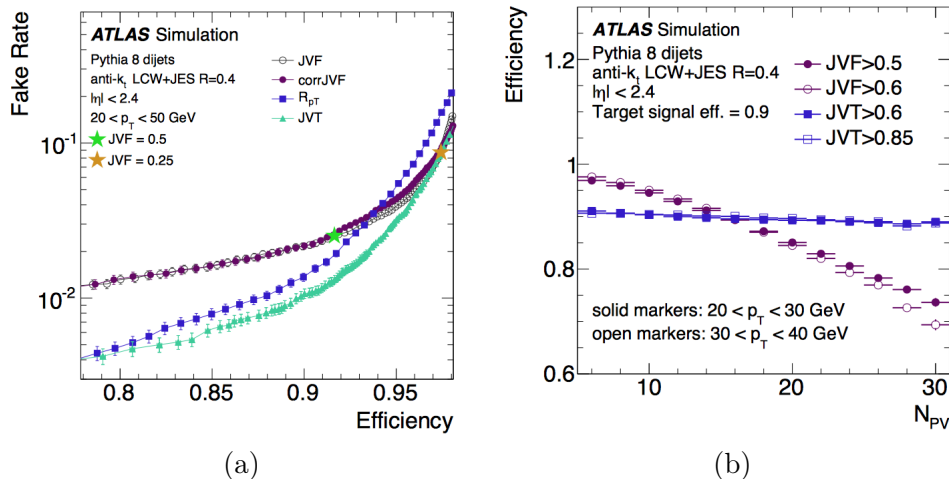 ATLAS Simulation
Pythia 8 dijets
anti-kt LCW+JES R=0.4
|η| < 2.4
20 < pT < 50 GeV
JVF = 0.5
JVF = 0.25
JVF
corrJVF
RpT
JVT
Fake Rate
10⁻¹
10⁻²
0.8
0.85
0.9
0.95
Efficiency
(a)
ATLAS Simulation
Pythia 8 dijets
anti-kt LCW+JES R=0.4
|η| < 2.4
Target signal eff. = 0.9
JVF>0.5
JVF>0.6
JVT>0.6
JVT>0.85
Efficiency
1.2
1
0.8
0.6
solid markers: 20 < pT < 30 GeV
open markers: 30 < pT < 40 GeV
10
20
30
NPV
(b)